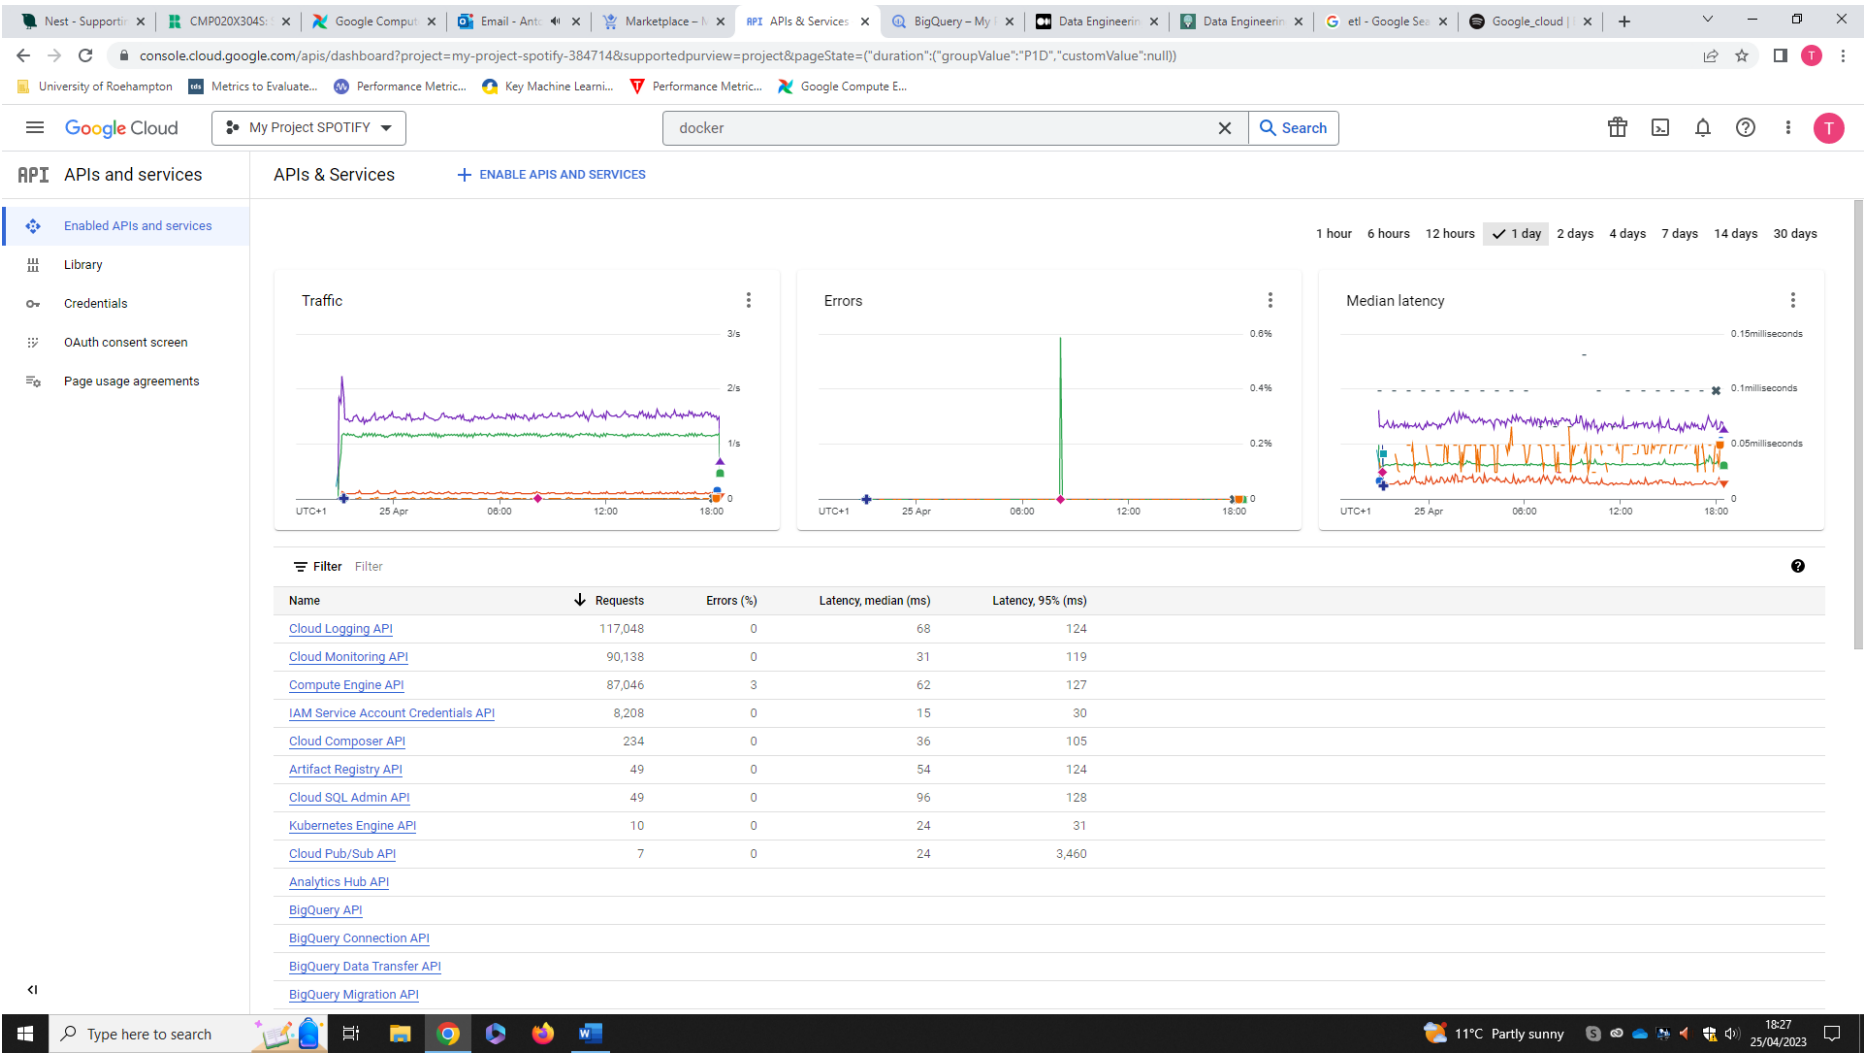 Nest - Supportin
CMP020X304S:
Google Comput
Email - Anto
Marketplace – M
API APIs & Services
BigQuery – My
Data Engineerin
Data Engineerin
etl - Google Sea
Google_cloud |
console.cloud.google.com/apis/dashboard?project=my-project-spotify-384714&supportedpurview=project&pageState=("duration":("groupValue":"P1D","customValue":null))
T
University of Roehampton
tds Metrics to Evaluate...
Performance Metric...
Key Machine Learni...
Performance Metric...
Google Compute E...
Google Cloud
My Project SPOTIFY
docker
Search
T
API APIs and services
APIs & Services
ENABLE APIS AND SERVICES
Enabled APIs and services
Library
Credentials
OAuth consent screen
Page usage agreements
1 hour 6 hours 12 hours 1 day 2 days 4 days 7 days 14 days 30 days
Traffic
3/s
2/s
1/s
0
UTC+1 25 Apr 06:00 12:00 18:00
Errors
0.6%
0.4%
0.2%
0
UTC+1 25 Apr 06:00 12:00 18:00
Median latency
0.15milliseconds
0.1milliseconds
0.05milliseconds
0
UTC+1 25 Apr 06:00 12:00 18:00
Filter Filter
Name Requests Errors (%) Latency, median (ms) Latency, 95% (ms)
Cloud Logging API 117,048 0 68 124
Cloud Monitoring API 90,138 0 31 119
Compute Engine API 87,046 3 62 127
IAM Service Account Credentials API 8,208 0 15 30
Cloud Composer API 234 0 36 105
Artifact Registry API 49 0 54 124
Cloud SQL Admin API 49 0 96 128
Kubernetes Engine API 10 0 24 31
Cloud Pub/Sub API 7 0 24 3,460
Analytics Hub API
BigQuery API
BigQuery Connection API
BigQuery Data Transfer API
BigQuery Migration API
Type here to search
11°C Partly sunny
18:27
25/04/2023